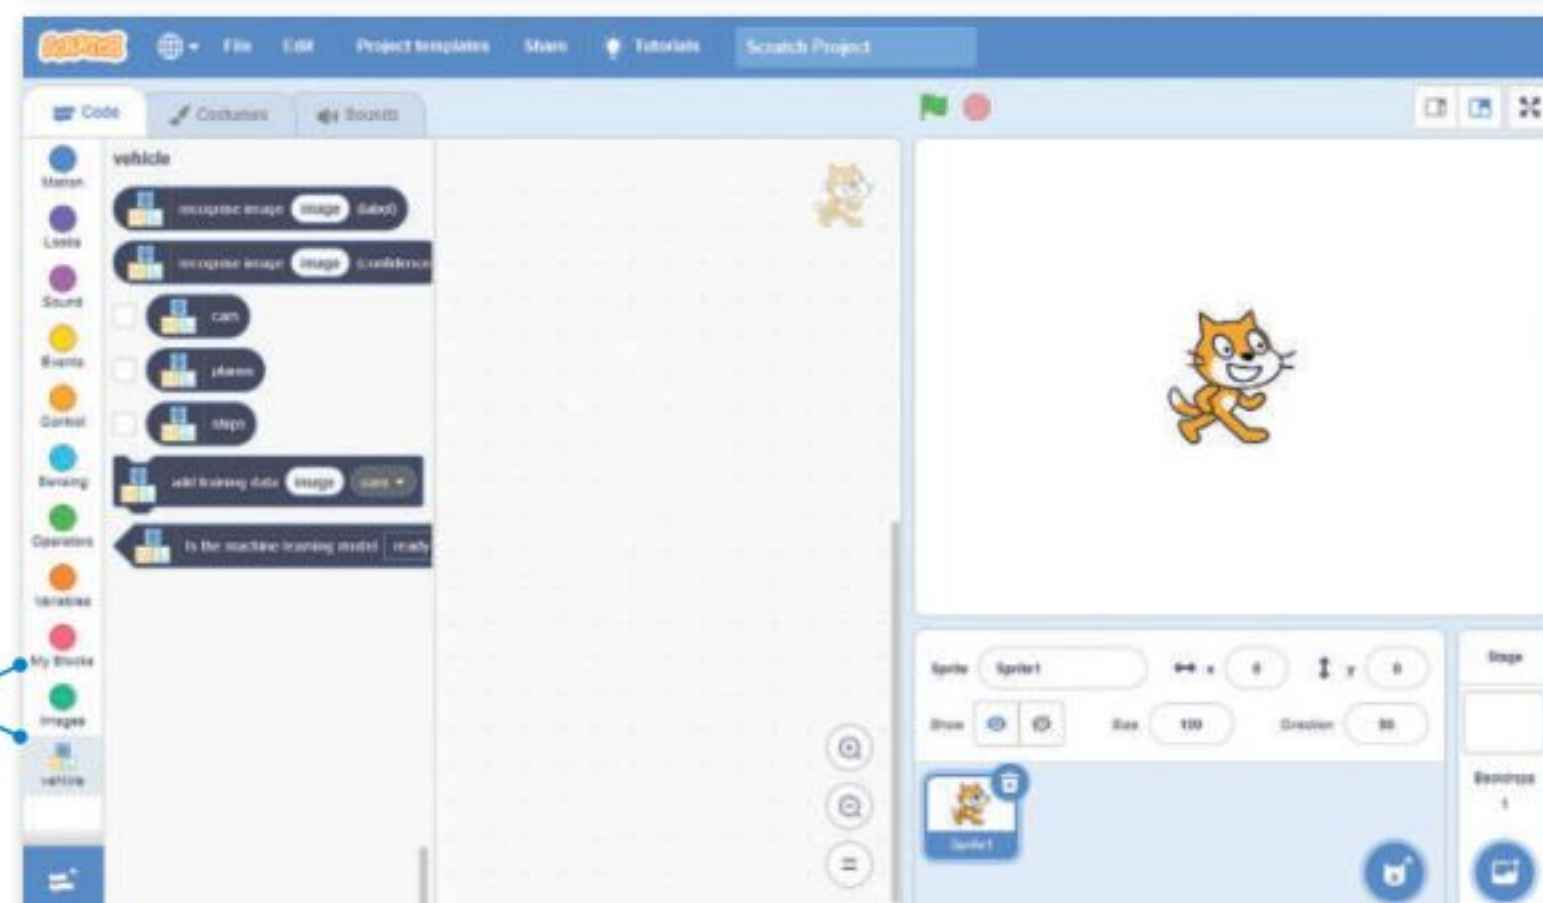 SCRATCH File Edit Project templates Share Tutorials Scratch Project
Code Costumes Sounds
Motion
Looks
Sound
Events
Control
Sensing
Operators
Variables
My Blocks
Images
vehicle
vehicle
recognise image image (label)
recognise image image (confidence
cars
planes
ships
add training data image cars
Is the machine learning model ready
Sprite Sprite1 x 0 y 0
Show Size 100 Direction 90
Sprite1
Stage
Backdrops
1